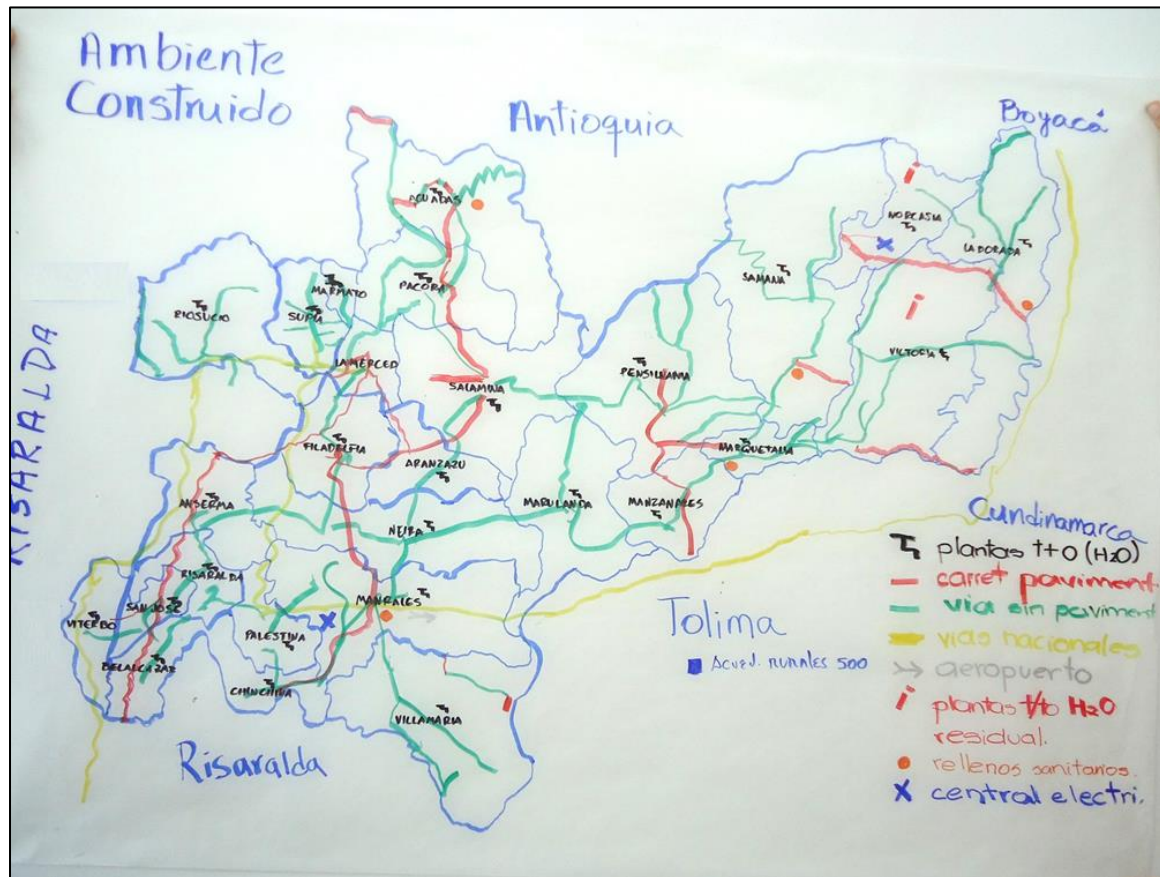 Ambiente
Construido
Antioquia
Boyacá
AGUADAS
NORCASIA
LA DORADA
SAMANA
PACORA
MARMATO
RIOSUCIO
SUPIA
VICTORIA
LA MERCED
PENSILVANIA
SALAMINA
RISARALDA
FILADELFIA
ARANZAZU
MARQUETALIA
MARULANDA
MANZANARES
ANSERMA
NEIRA
Cundinamarca
RISARALDA
SAN JOSÉ
VITERBO
BELALCAZAR
PALESTINA
MANIZALES
CHINCHINA
VILLAMARIA
Tolima
Acued. rurales 500
Risaralda
plantas t+o (H2O)
carret paviment
via sin paviment
vias nacionales
aeropuerto
plantas t/to H2O
residual.
rellenos sanitarios.
central electri.